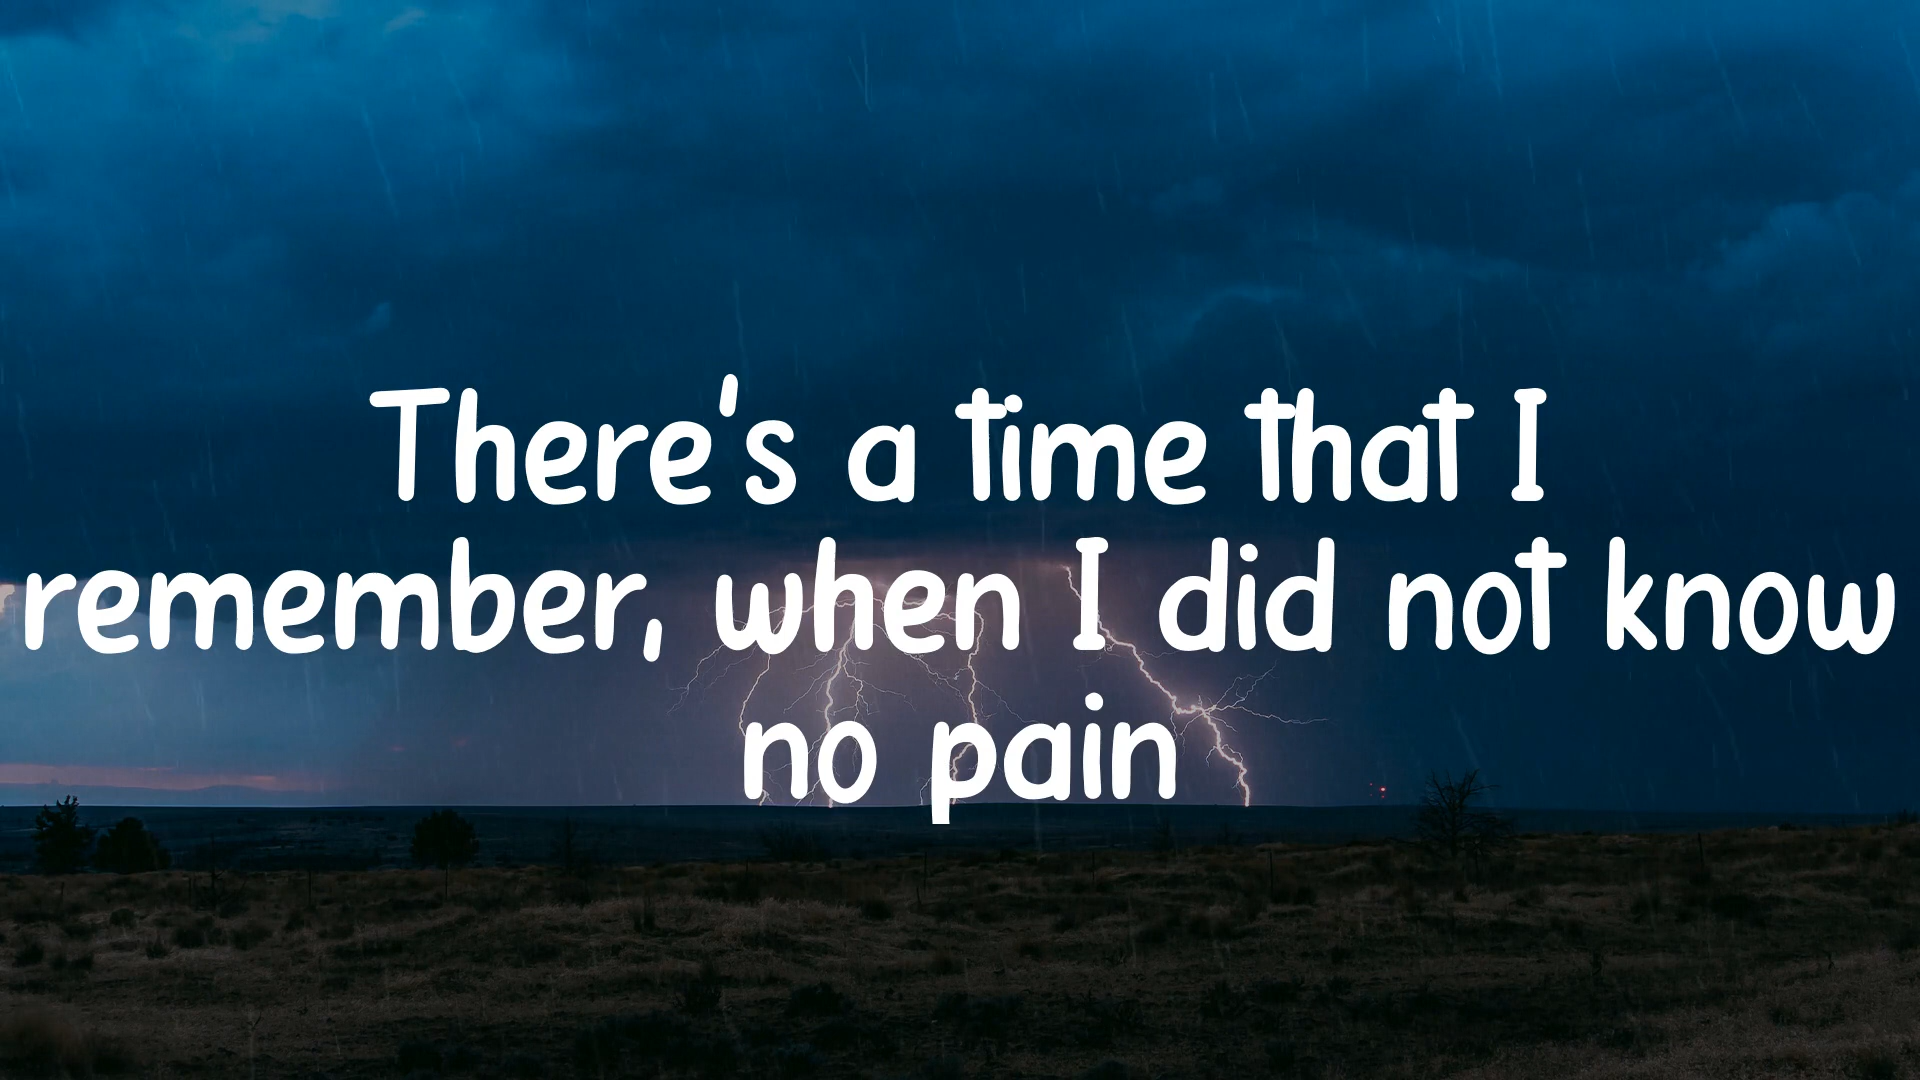 There's a time that I
remember, when I did not know
no pain